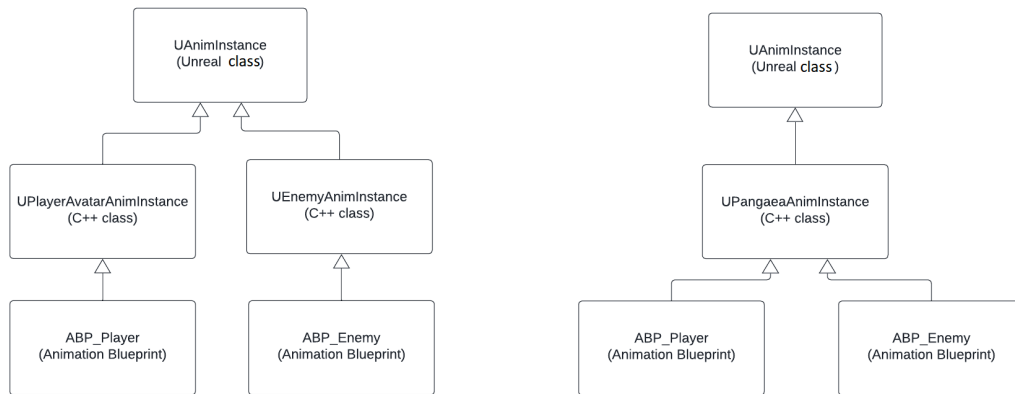 UAnimInstance
(Unreal class)
UPlayerAvatarAnimInstance
(C++ class)
UEnemyAnimInstance
(C++ class)
ABP_Player
(Animation Blueprint)
ABP_Enemy
(Animation Blueprint)
UAnimInstance
(Unreal class)
UPangaeaAnimInstance
(C++ class)
ABP_Player
(Animation Blueprint)
ABP_Enemy
(Animation Blueprint)